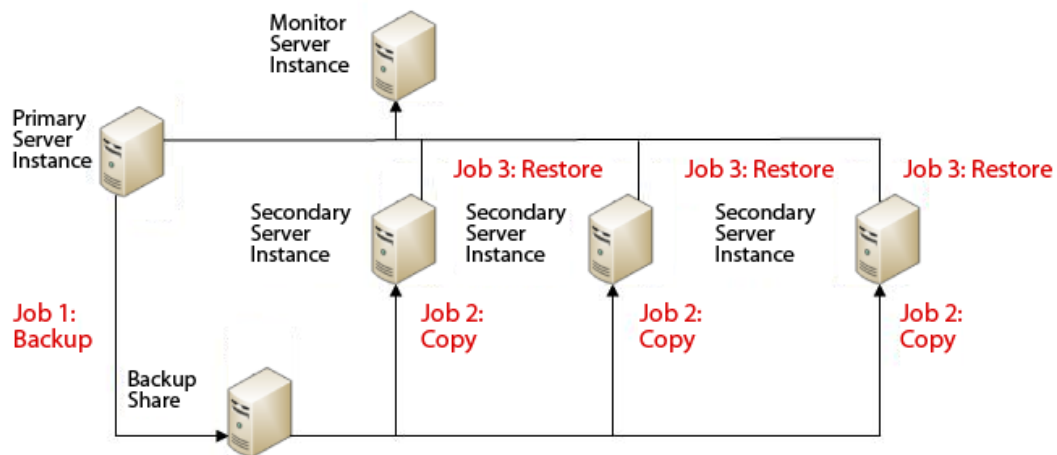 Monitor
Server
Instance
Primary
Server
Instance
Job 3: Restore
Job 3: Restore
Job 3: Restore
Secondary
Server
Instance
Secondary
Server
Instance
Secondary
Server
Instance
Job 1:
Backup
Job 2:
Copy
Job 2:
Copy
Job 2:
Copy
Backup
Share